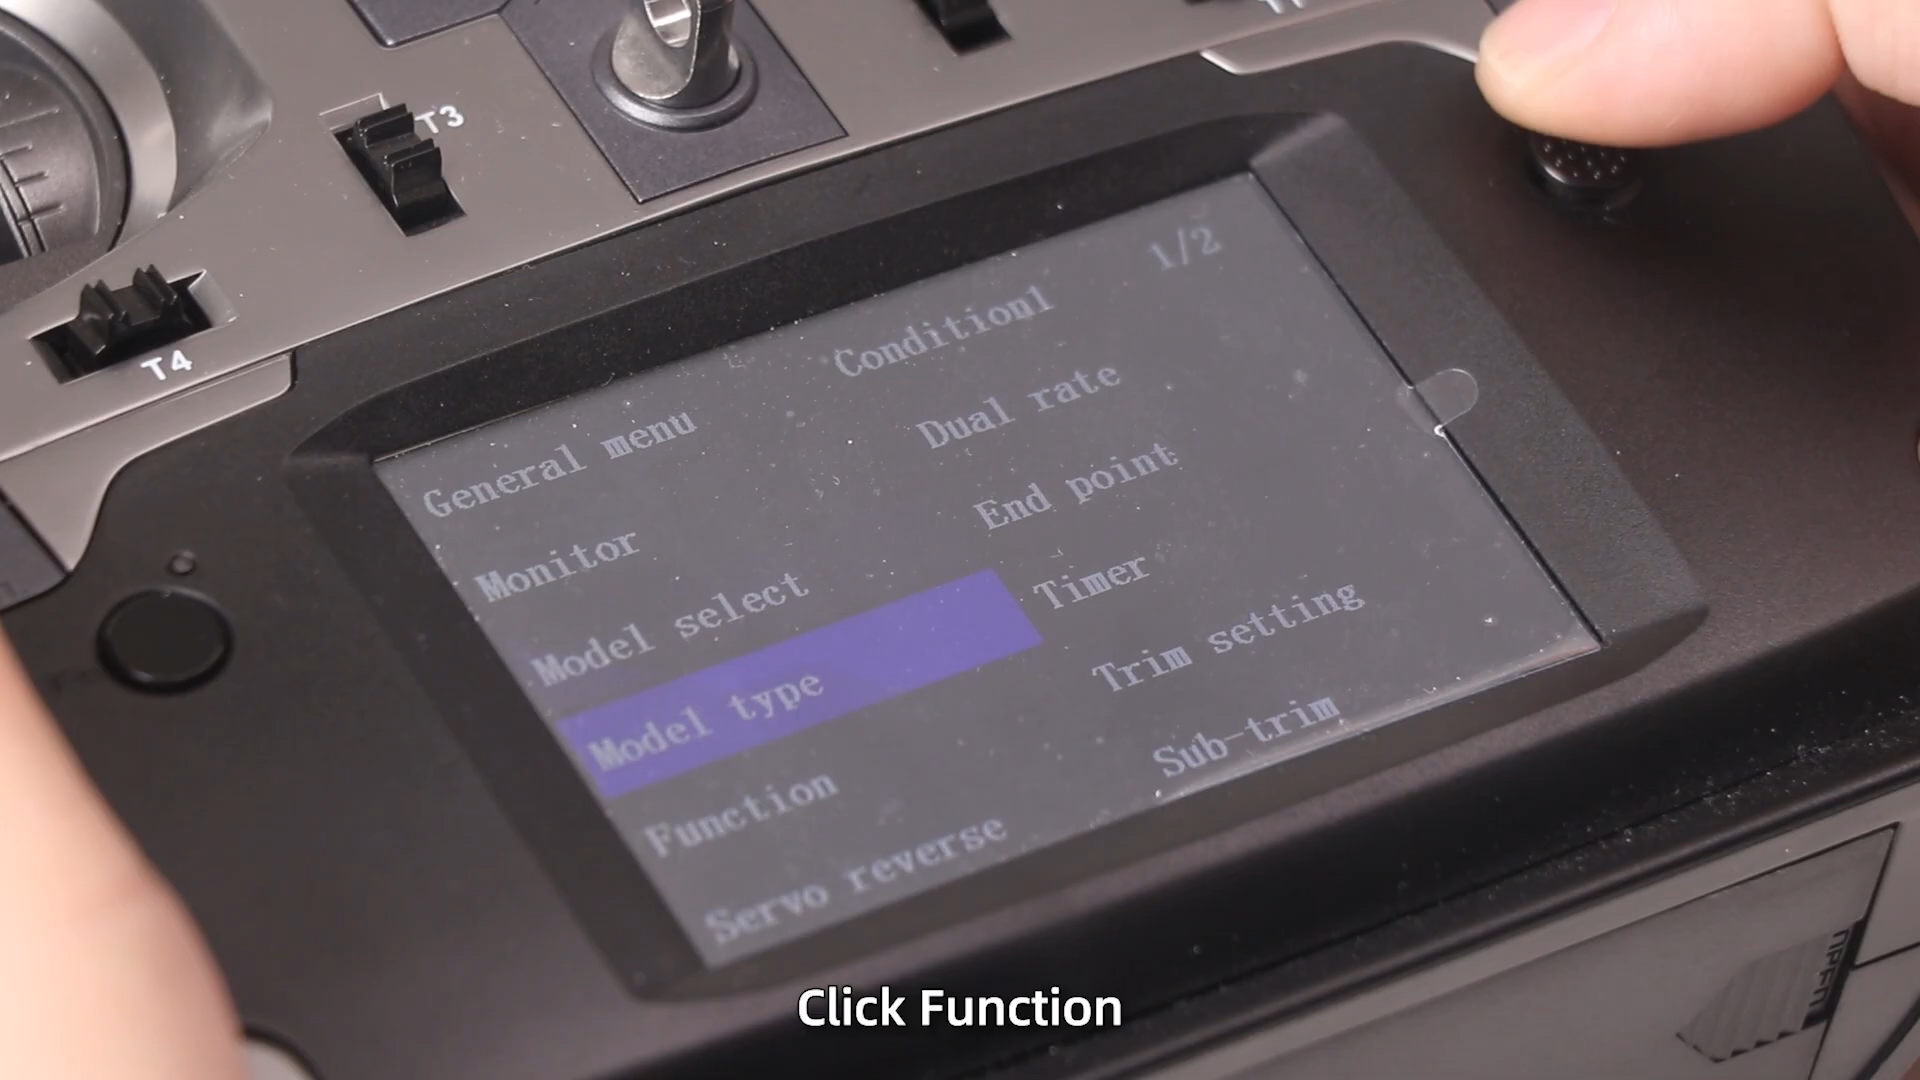 T3
T4
1/2
Condition1
General menu
Dual rate
Monitor
End point
Model select
Timer
Model type
Trim setting
Function
Sub-trim
Servo reverse
Click Function